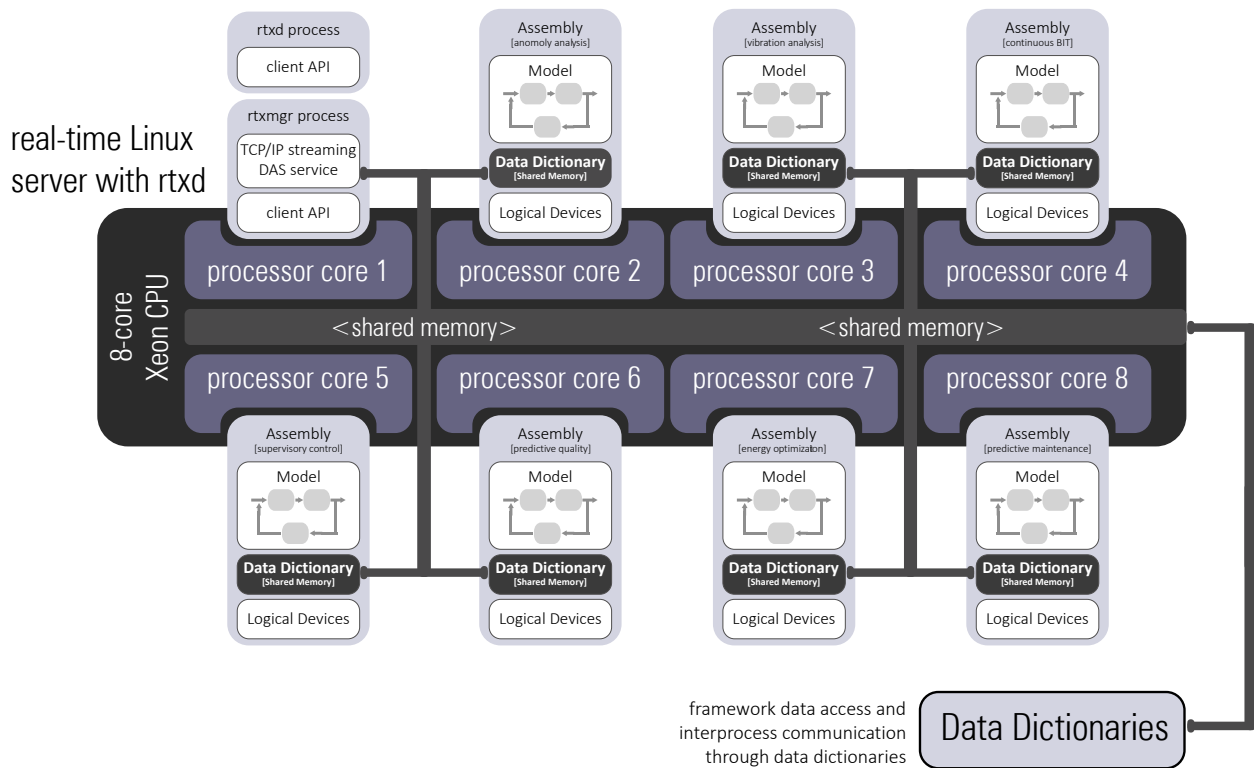 rtxd process
client API
rtxmgr process
TCP/IP streaming
DAS service
client API
real-time Linux
server with rtxd
Assembly
[anomoly analysis]
Model
Data Dictionary
[Shared Memory]
Logical Devices
Assembly
[vibration analysis]
Model
Data Dictionary
[Shared Memory]
Logical Devices
Assembly
[continuous BIT]
Model
Data Dictionary
[Shared Memory]
Logical Devices
8-core
Xeon CPU
processor core 1
processor core 2
processor core 3
processor core 4
<shared memory>
<shared memory>
processor core 5
processor core 6
processor core 7
processor core 8
Assembly
[supervisory control]
Model
Data Dictionary
[Shared Memory]
Logical Devices
Assembly
[predictive quality]
Model
Data Dictionary
[Shared Memory]
Logical Devices
Assembly
[energy optimization]
Model
Data Dictionary
[Shared Memory]
Logical Devices
Assembly
[predictive maintenance]
Model
Data Dictionary
[Shared Memory]
Logical Devices
framework data access and
interprocess communication
through data dictionaries
Data Dictionaries